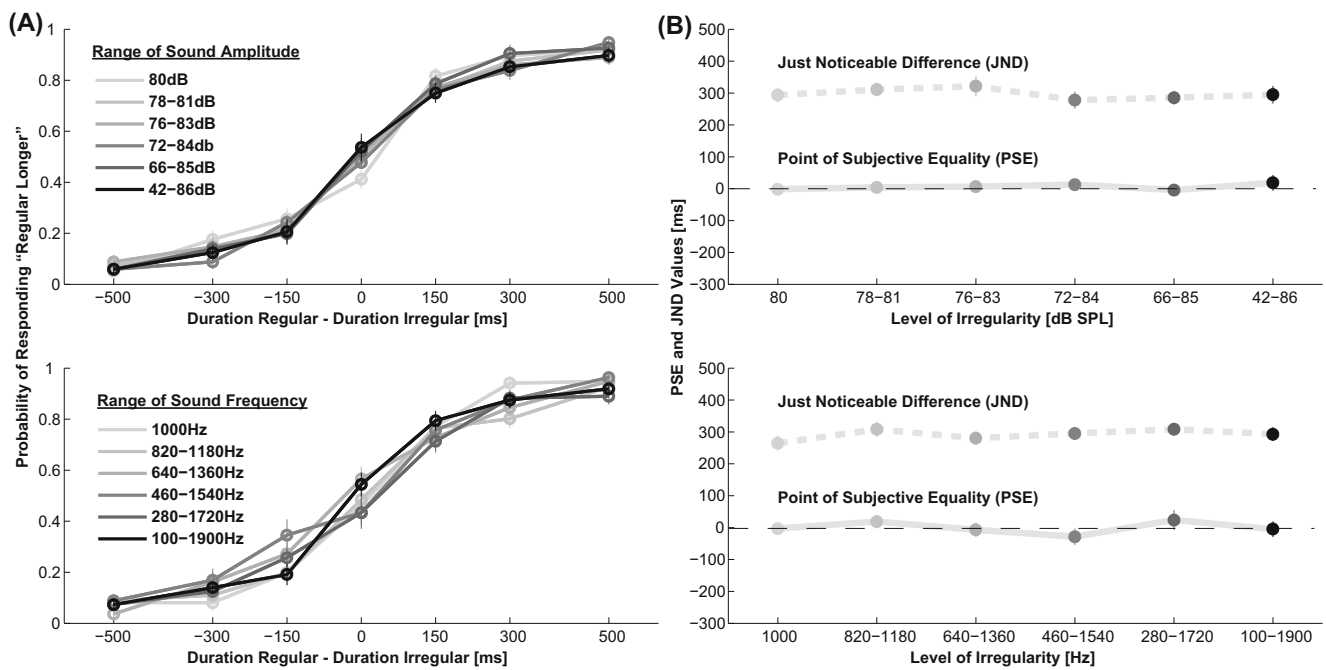 (A)
Probability of Responding “Regular Longer”
1
0.8
0.6
0.4
0.2
0
Range of Sound Amplitude
80dB
78−81dB
76−83dB
72−84db
66−85dB
42−86dB
−500
−300
−150
0
150
300
500
Duration Regular - Duration Irregular [ms]
1
0.8
0.6
0.4
0.2
0
Range of Sound Frequency
1000Hz
820−1180Hz
640−1360Hz
460−1540Hz
280−1720Hz
100−1900Hz
−500
−300
−150
0
150
300
500
Duration Regular - Duration Irregular [ms]
(B)
PSE and JND Values [ms]
500
400
300
200
100
0
−100
−200
−300
Just Noticeable Difference (JND)
Point of Subjective Equality (PSE)
80
78−81
76−83
72−84
66−85
42−86
Level of Irregularity [dB SPL]
500
400
300
200
100
0
−100
−200
−300
Just Noticeable Difference (JND)
Point of Subjective Equality (PSE)
1000
820−1180
640−1360
460−1540
280−1720
100−1900
Level of Irregularity [Hz]